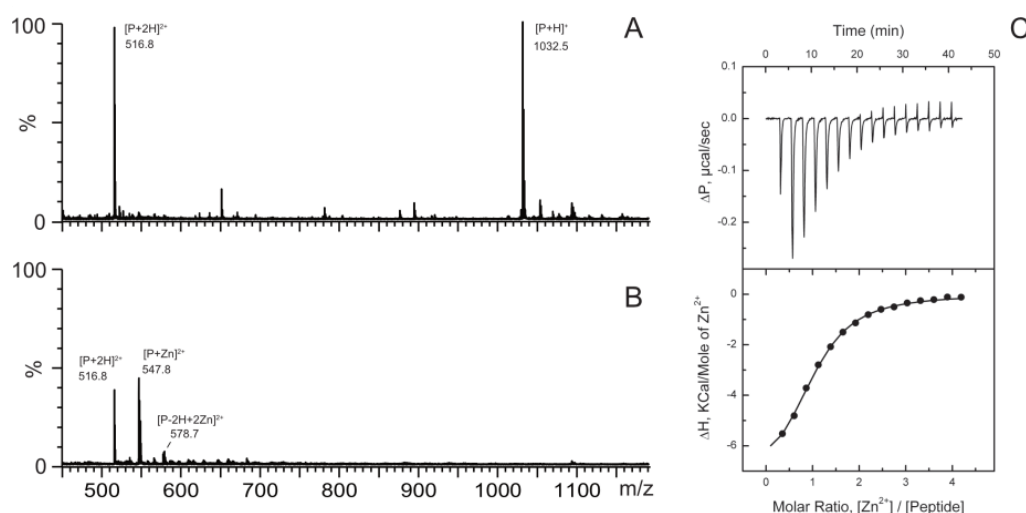 A
100
%
0
[P+2H]²⁺
516.8
[P+H]⁺
1032.5
B
100
%
0
[P+2H]²⁺
516.8
[P+Zn]²⁺
547.8
[P-2H+2Zn]²⁺
578.7
500 600 700 800 900 1000 1100 m/z
C
Time (min)
0 10 20 30 40 50
0.1
0.0
-0.1
-0.2
ΔP, µcal/sec
0
-2
-4
-6
ΔH, KCal/Mole of Zn²⁺
0 1 2 3 4
Molar Ratio, [Zn²⁺] / [Peptide]